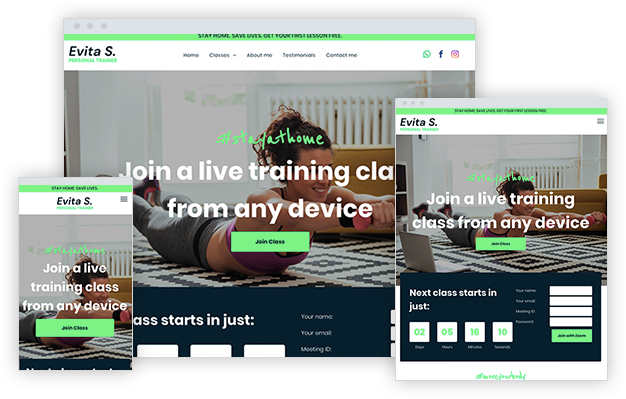 STAY HOME. SAVE LIVES. GET YOUR FIRST LESSON FREE.
Evita S.
PERSONAL TRAINER
Home Classes About me Testimonials Contact me
#stayathome
Join a live training cla
from any device
Join Class
lass starts in just:
Your name:
Your email:
Meeting ID:
STAY HOME. SAVE LIVES. GET YOUR FIRST LESSON FREE.
Evita S.
PERSONAL TRAINER
#stayathome
Join a live training
class from any device
Join Class
Next class starts in
just:
02 05 16 10
Days Hours Minutes Seconds
Your name:
Your email:
Meeting ID:
Password:
Join with Zoom
#moveyourbody
STAY HOME. SAVE LIVES.
Evita S.
PERSONAL TRAINER
#stayathome
Join a live
training class
from any device
Join Class